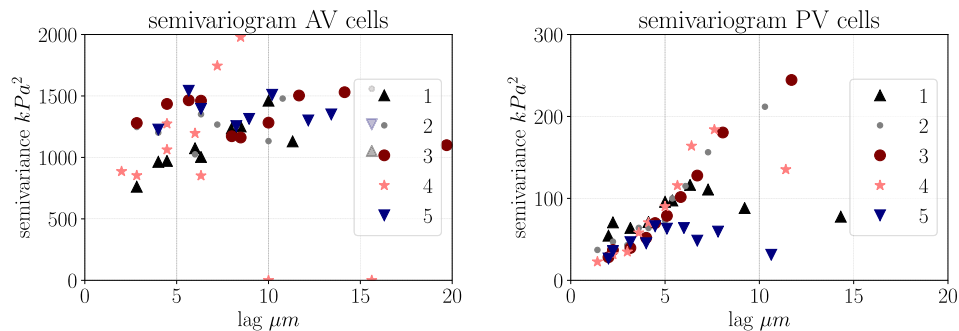 semivariogram AV cells
semivariance kPa²
2000
1500
1000
500
0
0 5 10 15 20
lag μm
1
2
3
4
5
semivariogram PV cells
semivariance kPa²
300
200
100
0
0 5 10 15 20
lag μm
1
2
3
4
5